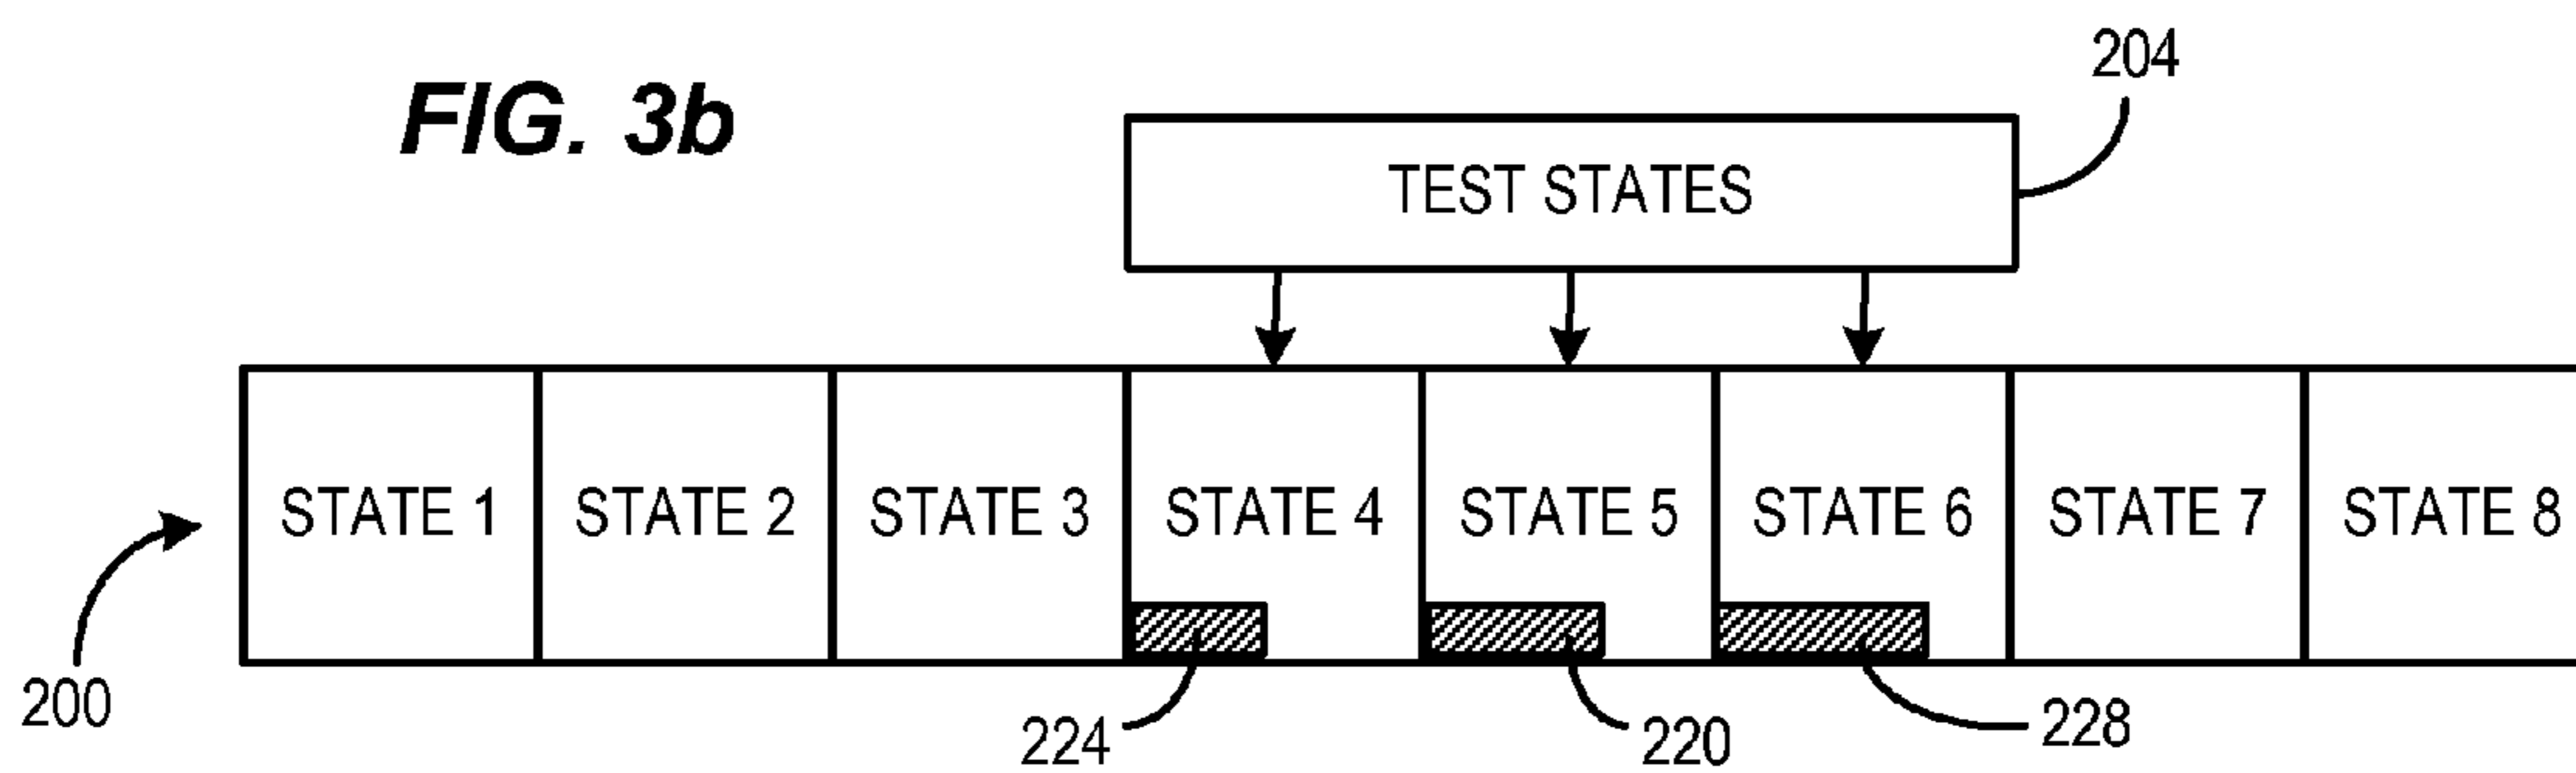 204
FIG. 3b
TEST STATES
STATE 1 STATE 2 STATE 3 STATE 4 STATE 5 STATE 6 STATE 7 STATE 8
200
224
220
228